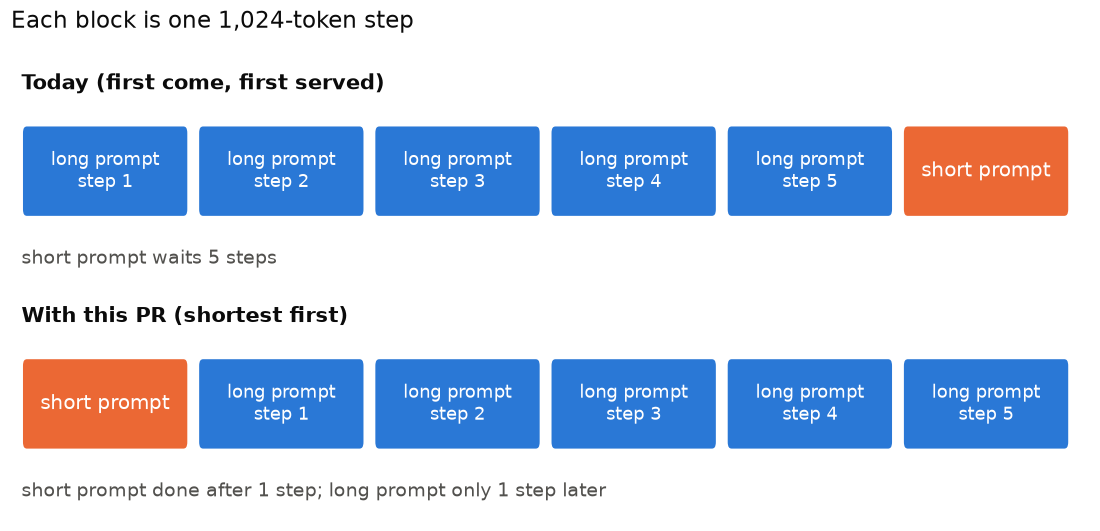 Each block is one 1,024-token step
Today (first come, first served)
long prompt
step 1
long prompt
step 2
long prompt
step 3
long prompt
step 4
long prompt
step 5
short prompt
short prompt waits 5 steps
With this PR (shortest first)
short prompt
long prompt
step 1
long prompt
step 2
long prompt
step 3
long prompt
step 4
long prompt
step 5
short prompt done after 1 step; long prompt only 1 step later